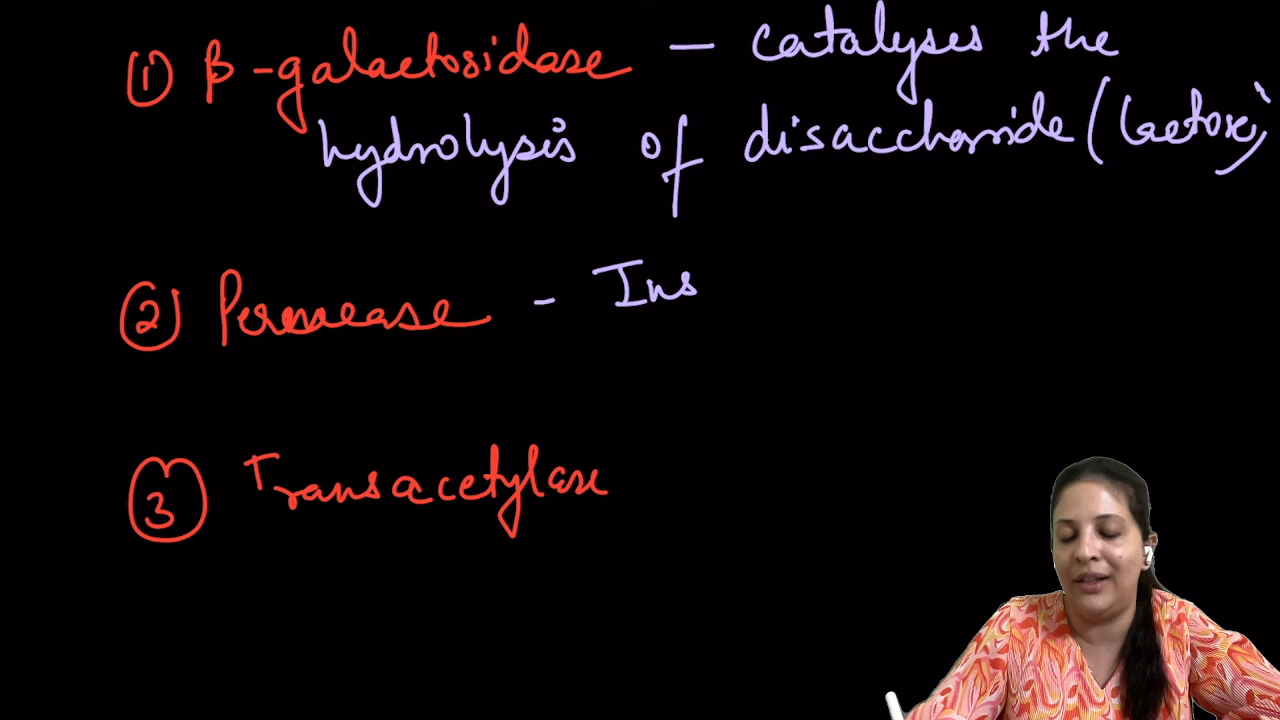 ① β-galactosidase — catalyses the
hydrolysis of disaccharide (lactose)
② Permease - Ins
③ Transacetylase